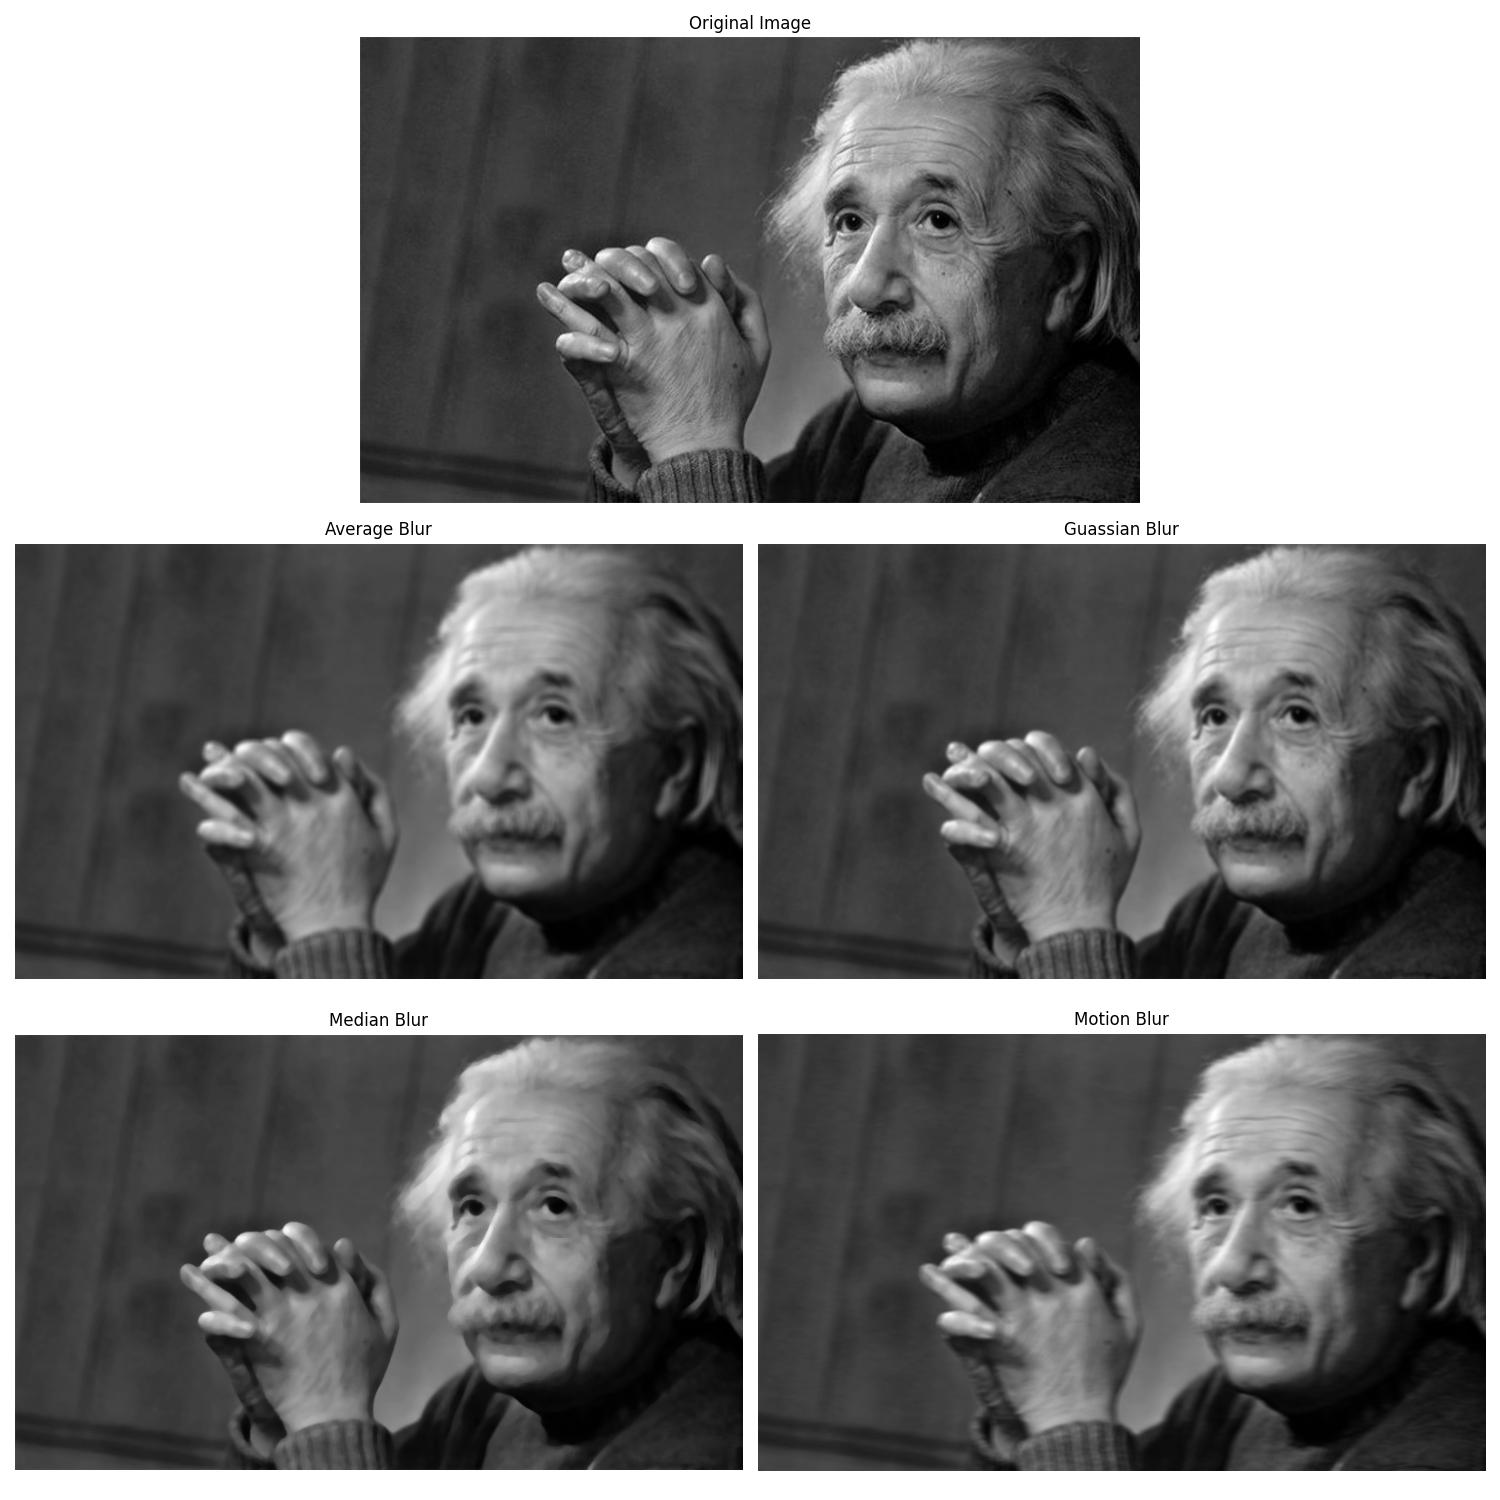 Original Image
Average Blur
Guassian Blur
Median Blur
Motion Blur